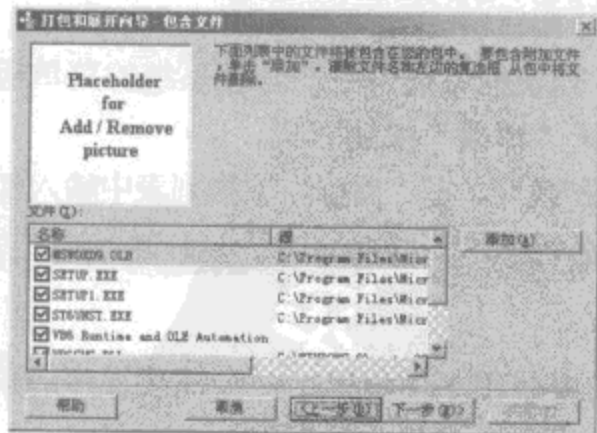 打包和展开向导 - 包含文件
下面列表中的文件将被包含在您的包中。要包含附加文件
，单击“添加”。清除文件名称左边的复选框 从包中将文
件删除。
Placeholder
for
Add / Remove
picture
文件(I):
名称 源
MSWORD9.OLB C:\Program Files\Micr
SETUP.EXE C:\Program Files\Micr
SETUP1.EXE C:\Program Files\Micr
ST6UNST.EXE C:\Program Files\Micr
VB6 Runtime and OLE Automation
添加(A)
帮助 取消 <上一步(B) 下一步(N)>